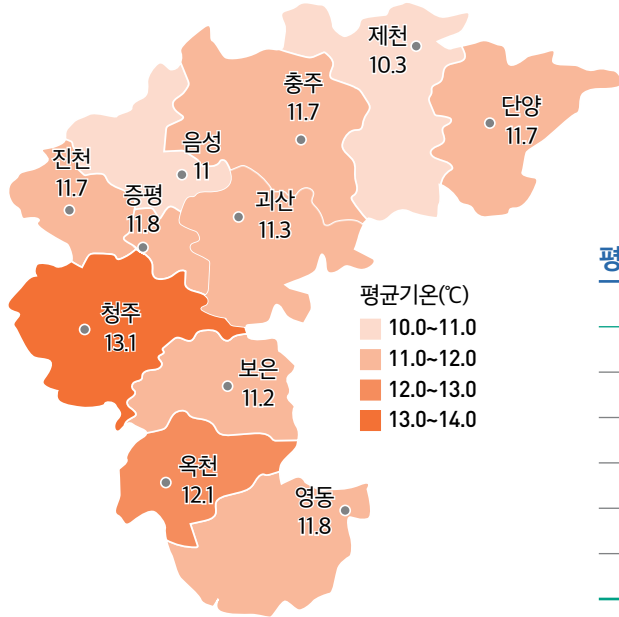 제천
10.3
충주
11.7
단양
11.7
음성
11
진천
11.7
증평
11.8
괴산
11.3
청주
13.1
평균기온(℃)
10.0~11.0
11.0~12.0
12.0~13.0
13.0~14.0
보은
11.2
옥천
12.1
영동
11.8